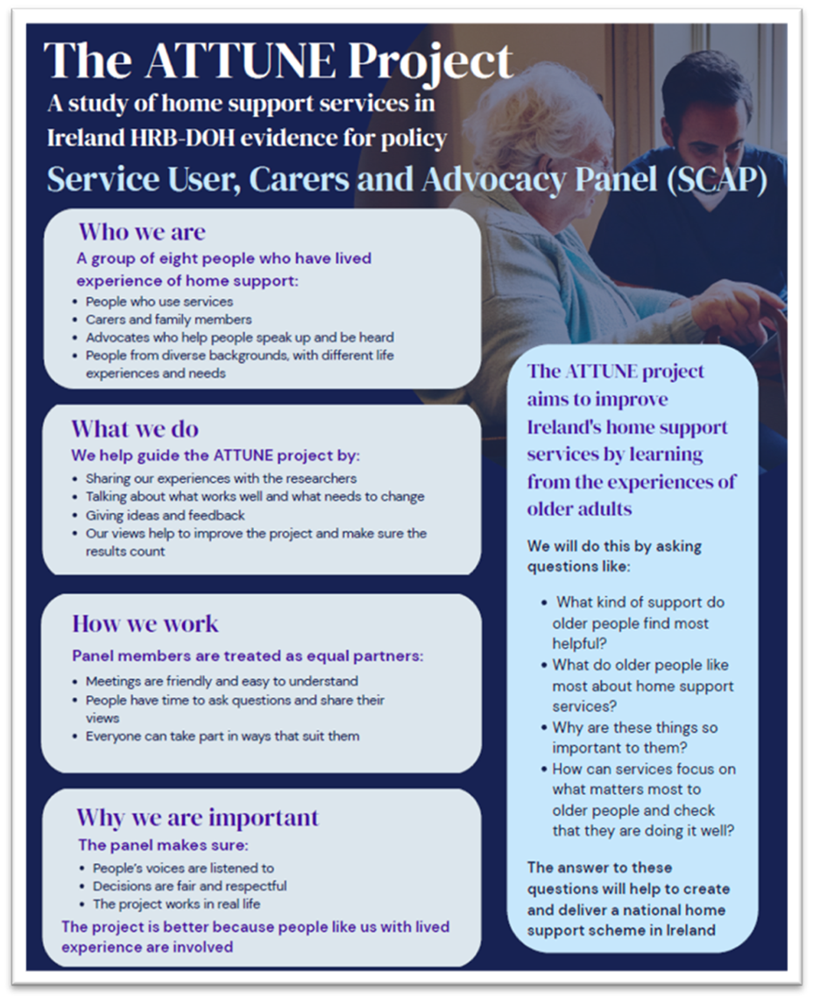 The ATTUNE Project
A study of home support services in
Ireland HRB-DOH evidence for policy
Service User, Carers and Advocacy Panel (SCAP)
Who we are
A group of eight people who have lived
experience of home support:
• People who use services
• Carers and family members
• Advocates who help people speak up and be heard
• People from diverse backgrounds, with different life
experiences and needs
What we do
We help guide the ATTUNE project by:
• Sharing our experiences with the researchers
• Talking about what works well and what needs to change
• Giving ideas and feedback
• Our views help to improve the project and make sure the
results count
How we work
Panel members are treated as equal partners:
• Meetings are friendly and easy to understand
• People have time to ask questions and share their
views
• Everyone can take part in ways that suit them
Why we are important
The panel makes sure:
• People's voices are listened to
• Decisions are fair and respectful
• The project works in real life
The project is better because people like us with lived
experience are involved
The ATTUNE project
aims to improve
Ireland's home support
services by learning
from the experiences of
older adults
We will do this by asking
questions like:
• What kind of support do
older people find most
helpful?
• What do older people like
most about home support
services?
• Why are these things so
important to them?
• How can services focus on
what matters most to
older people and check
that they are doing it well?
The answer to these
questions will help to create
and deliver a national home
support scheme in Ireland